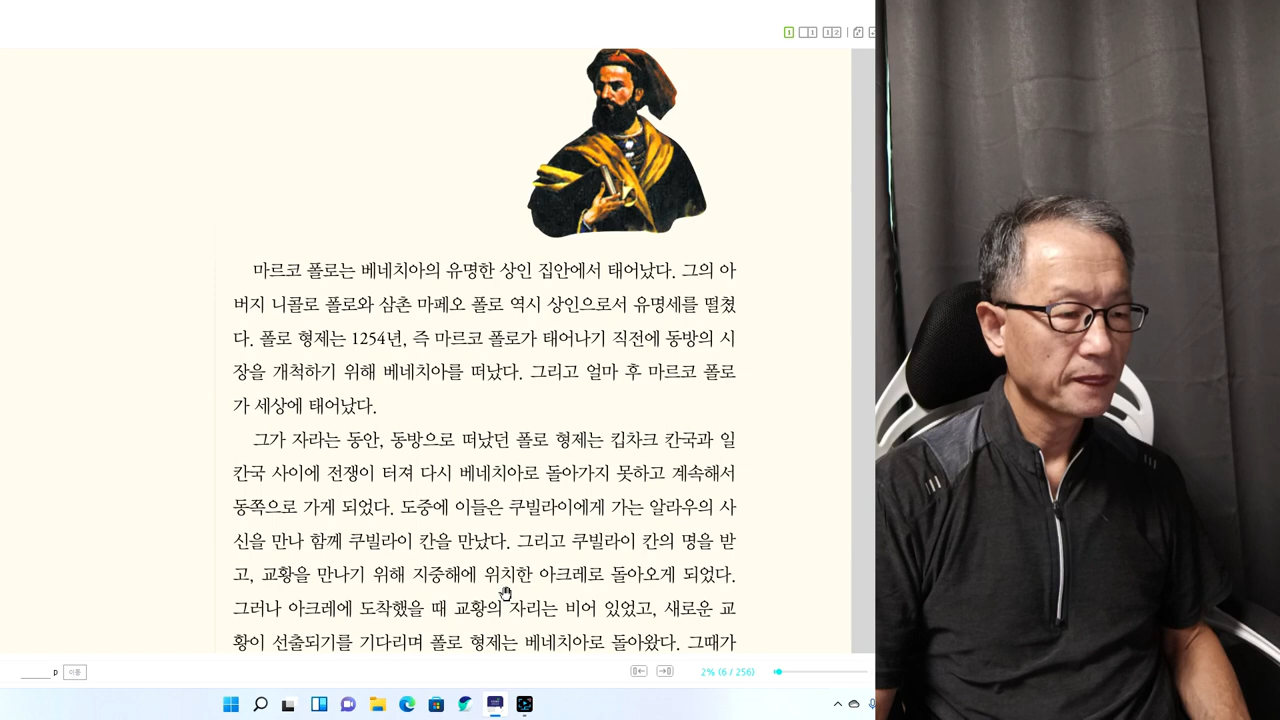 마르코 폴로는 베네치아의 유명한 상인 집안에서 태어났다. 그의 아
버지 니콜로 폴로와 삼촌 마페오 폴로 역시 상인으로서 유명세를 떨쳤
다. 폴로 형제는 1254년, 즉 마르코 폴로가 태어나기 직전에 동방의 시
장을 개척하기 위해 베네치아를 떠났다. 그리고 얼마 후 마르코 폴로
가 세상에 태어났다.
그가 자라는 동안, 동방으로 떠났던 폴로 형제는 킵차크 칸국과 일
칸국 사이에 전쟁이 터져 다시 베네치아로 돌아가지 못하고 계속해서
동쪽으로 가게 되었다. 도중에 이들은 쿠빌라이에게 가는 알라우의 사
신을 만나 함께 쿠빌라이 칸을 만났다. 그리고 쿠빌라이 칸의 명을 받
고, 교황을 만나기 위해 지중해에 위치한 아크레로 돌아오게 되었다.
그러나 아크레에 도착했을 때 교황의 자리는 비어 있었고, 새로운 교
황이 선출되기를 기다리며 폴로 형제는 베네치아로 돌아왔다. 그때가
p 이동
2% (6 / 256)